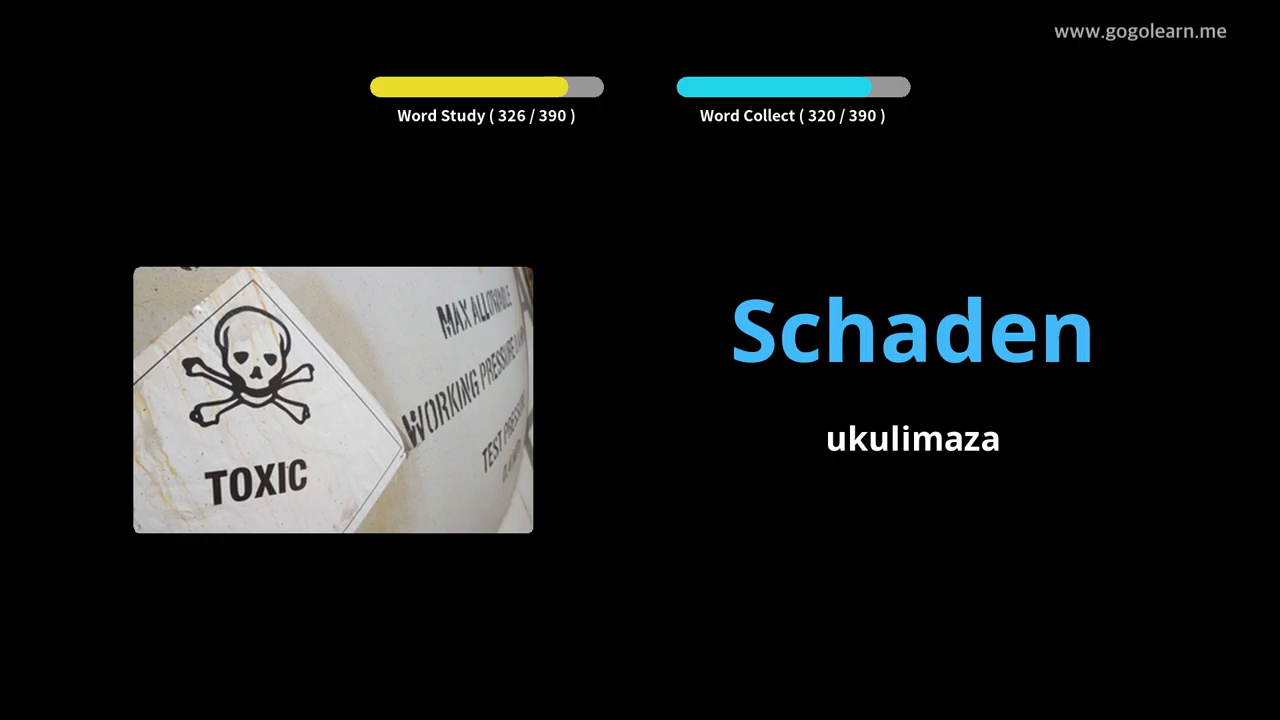 www.gogolearn.me
Word Study ( 326 / 390 )
Word Collect ( 320 / 390 )
MAX ALLOWABLE
WORKING PRESSURE
TEST PRESSURE
TOXIC
Schaden
ukulimaza